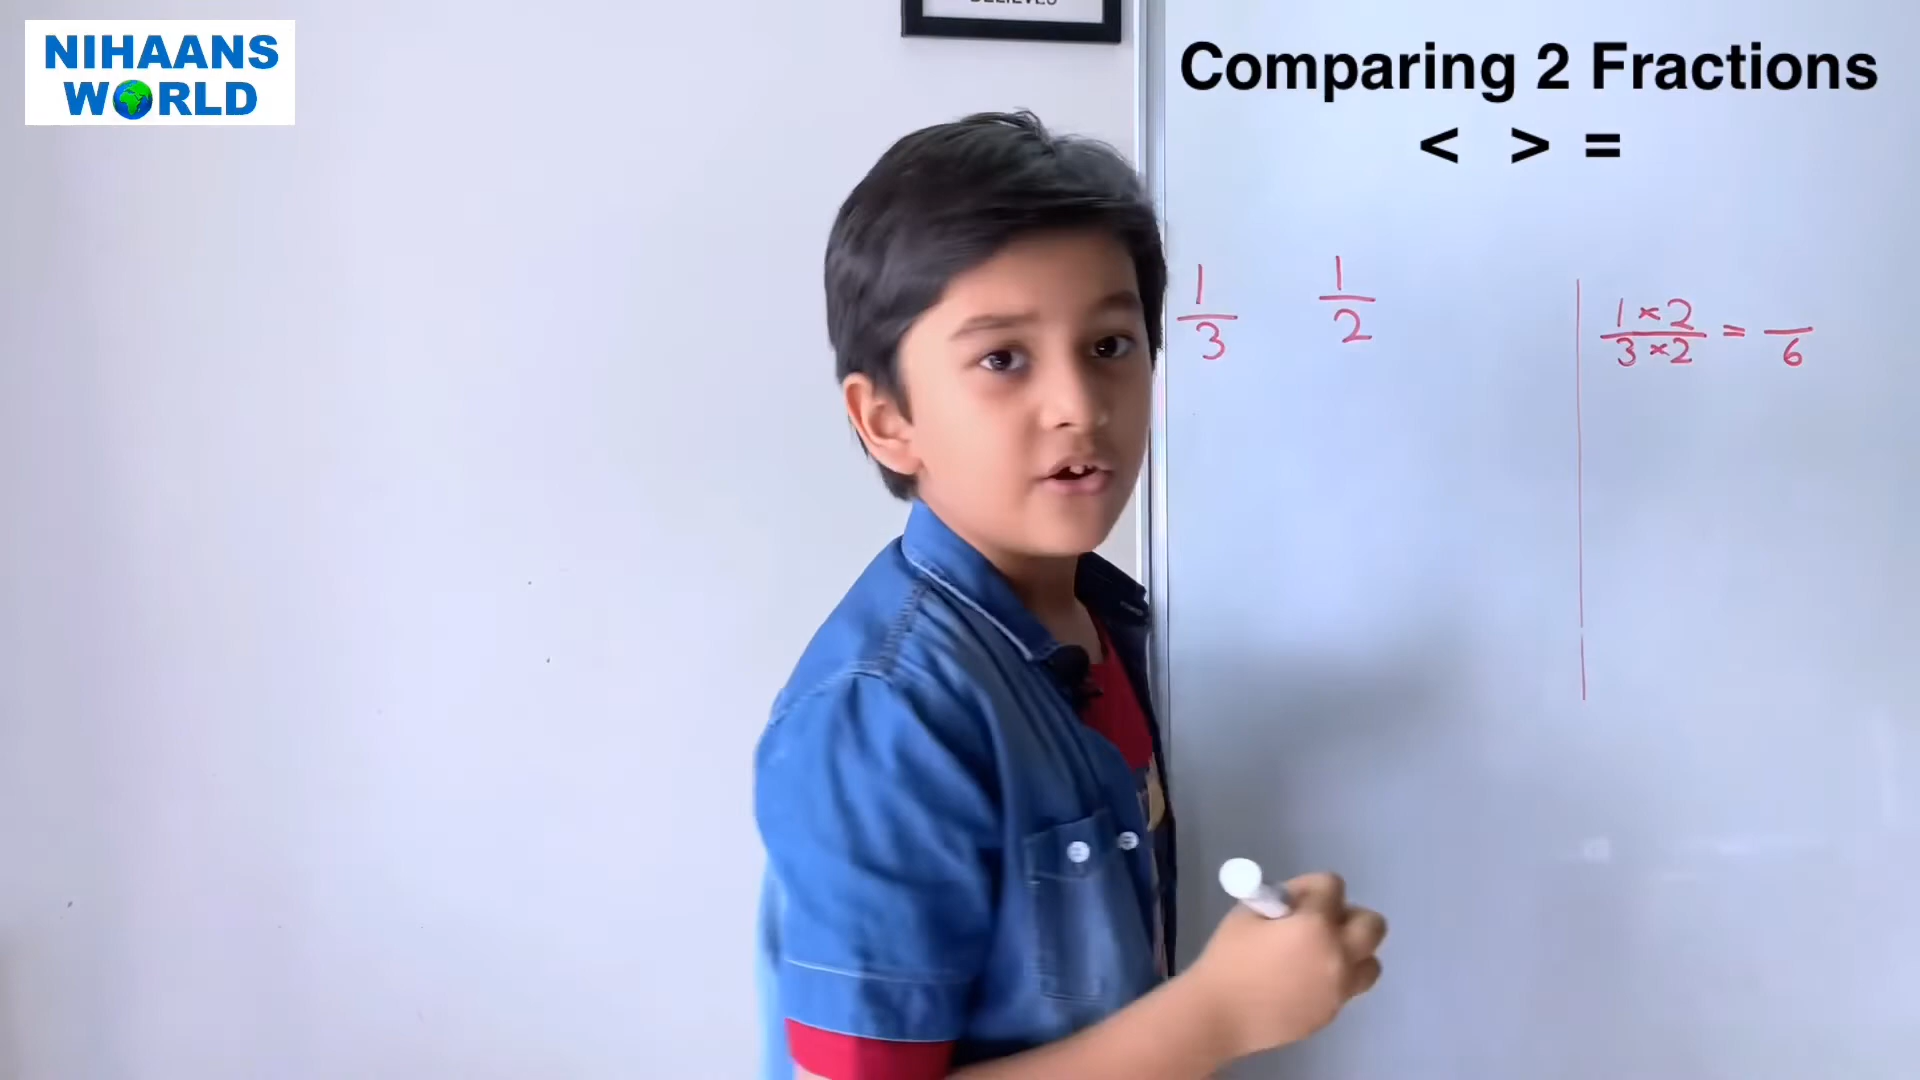 NIHAANS
WORLD
Comparing 2 Fractions
< > =
1/3 1/2
1×2/3×2 = /6